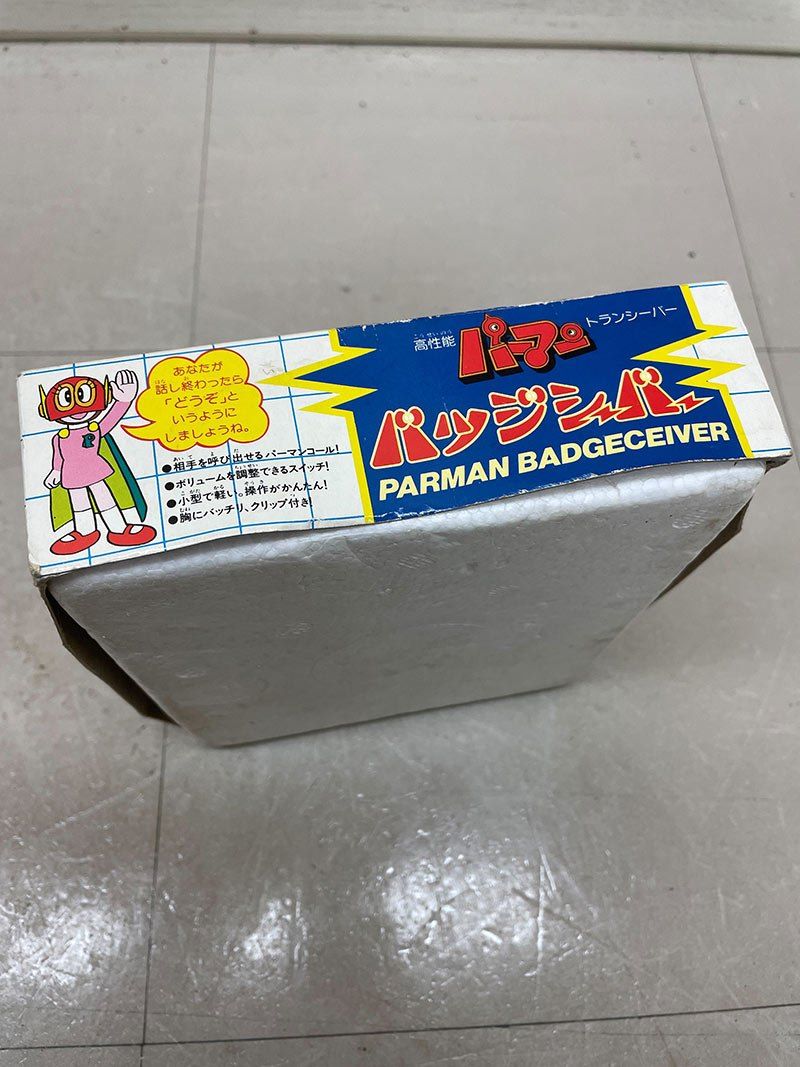 あなたが
話し終わったら
「どうぞ」と
いうように
しましょうね。
●相手を呼び出せるパーマンコール!
●ボリュームを調整できるスイッチ!
●小型で軽い。操作がかんたん!
●胸にバッチリ、クリップ付き!
高性能 パーマン トランシーバー
バッジシーバー
PARMAN BADGECEIVER
P